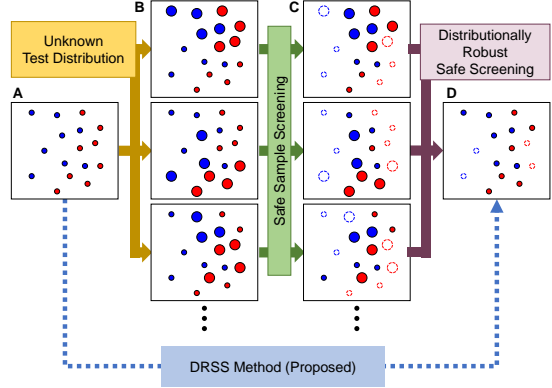 Unknown
Test Distribution
A
B
Safe Sample Screening
C
Distributionally
Robust
Safe Screening
D
DRSS Method (Proposed)